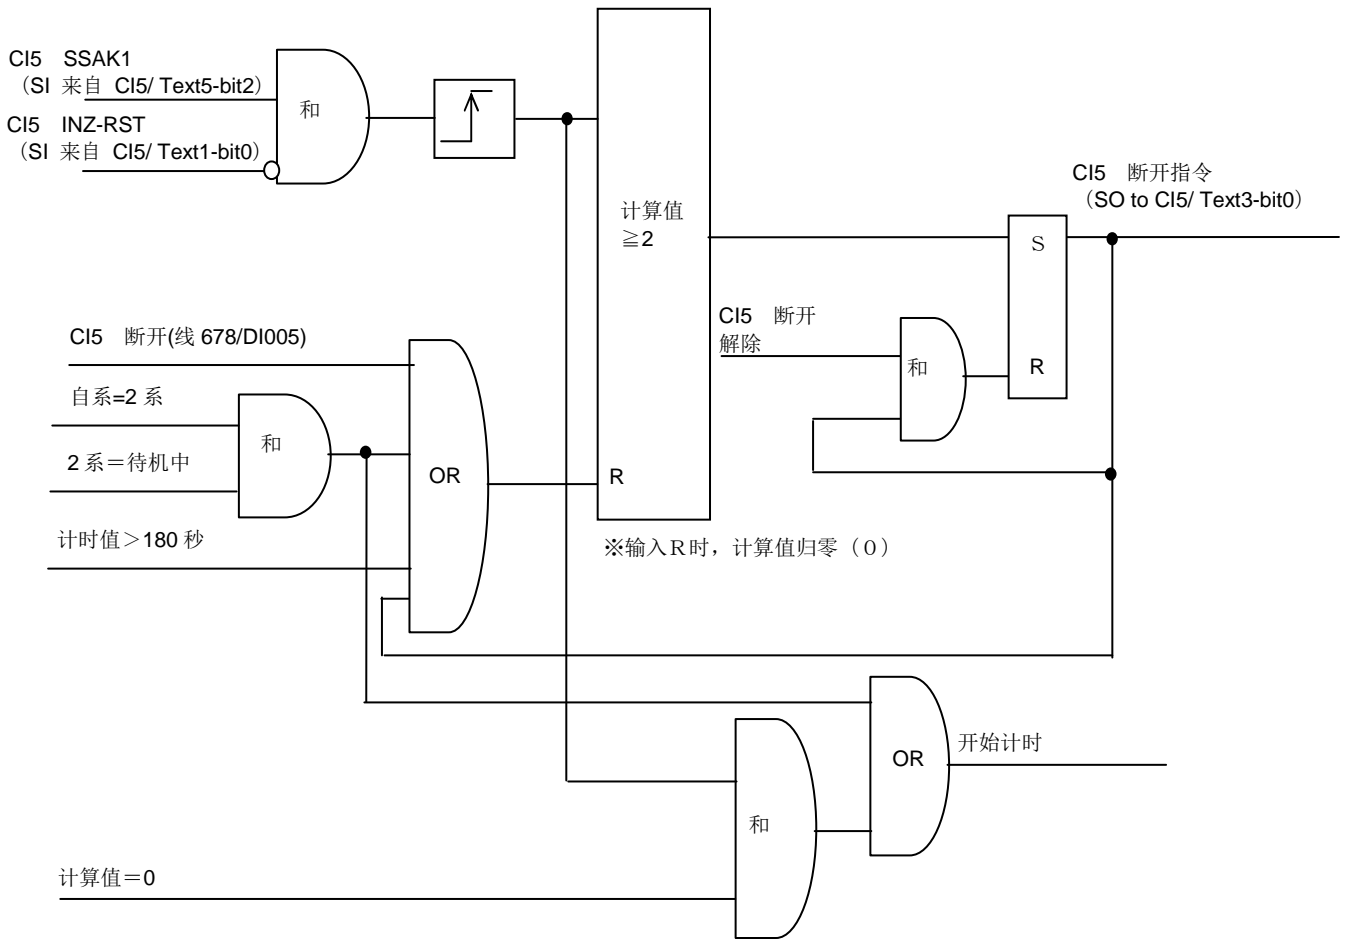 CI5 SSAK1
（SI 来自 CI5/ Text5-bit2）
CI5 INZ-RST
（SI 来自 CI5/ Text1-bit0）
和
计算值
≧2
R
CI5 断开指令
（SO to CI5/ Text3-bit0）
S
R
CI5 断开
解除
和
CI5 断开(线 678/DI005)
自系=2 系
2 系＝待机中
和
计时值＞180 秒
OR
※输入Ｒ时，计算值归零（０）
OR
开始计时
和
计算值＝0